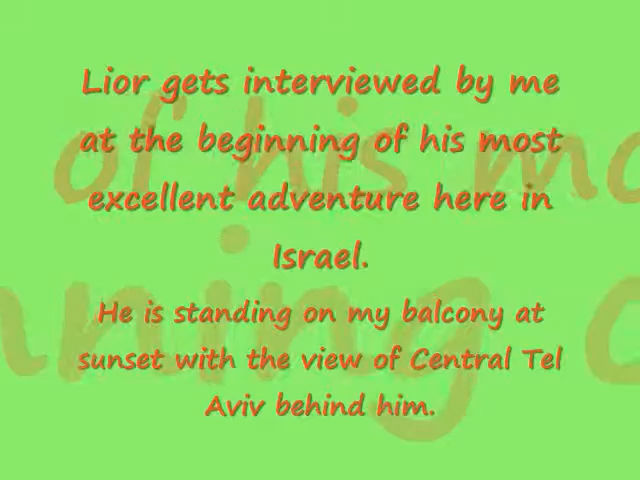 Lior gets interviewed by me
at the beginning of his most
excellent adventure here in
Israel.
He is standing on my balcony at
sunset with the view of Central Tel
Aviv behind him.